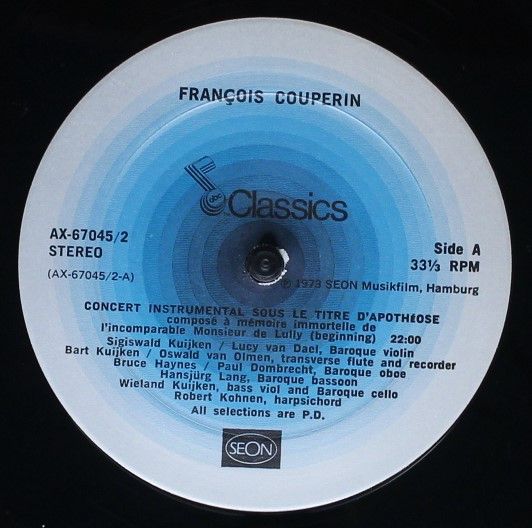 FRANÇOIS COUPERIN
abc Classics
AX-67045/2
STEREO
(AX-67045/2-A)
Side A
33⅓ RPM
℗ 1973 SEON Musikfilm, Hamburg
CONCERT INSTRUMENTAL SOUS LE TITRE D'APOTHÉOSE
composé à mémoire immortelle de
l'incomparable Monsieur de Lully (beginning) 22:00
Sigiswald Kuijken / Lucy van Dael, Baroque violin
Bart Kuijken / Oswald van Olmen, transverse flute and recorder
Bruce Haynes / Paul Dombrecht, Baroque oboe
Hansjürg Lang, Baroque bassoon
Wieland Kuijken, bass viol and Baroque cello
Robert Kohnen, harpsichord
All selections are P.D.
SEON